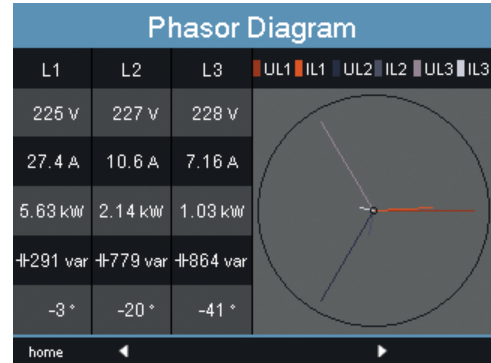 Phasor Diagram
L1 L2 L3 UL1 IL1 UL2 IL2 UL3 IL3
225 V 227 V 228 V
27.4 A 10.6 A 7.16 A
5.63 kW 2.14 kW 1.03 kW
⊣⊢291 var ⊣⊢779 var ⊣⊢864 var
-3 ° -20 ° -41 °
home